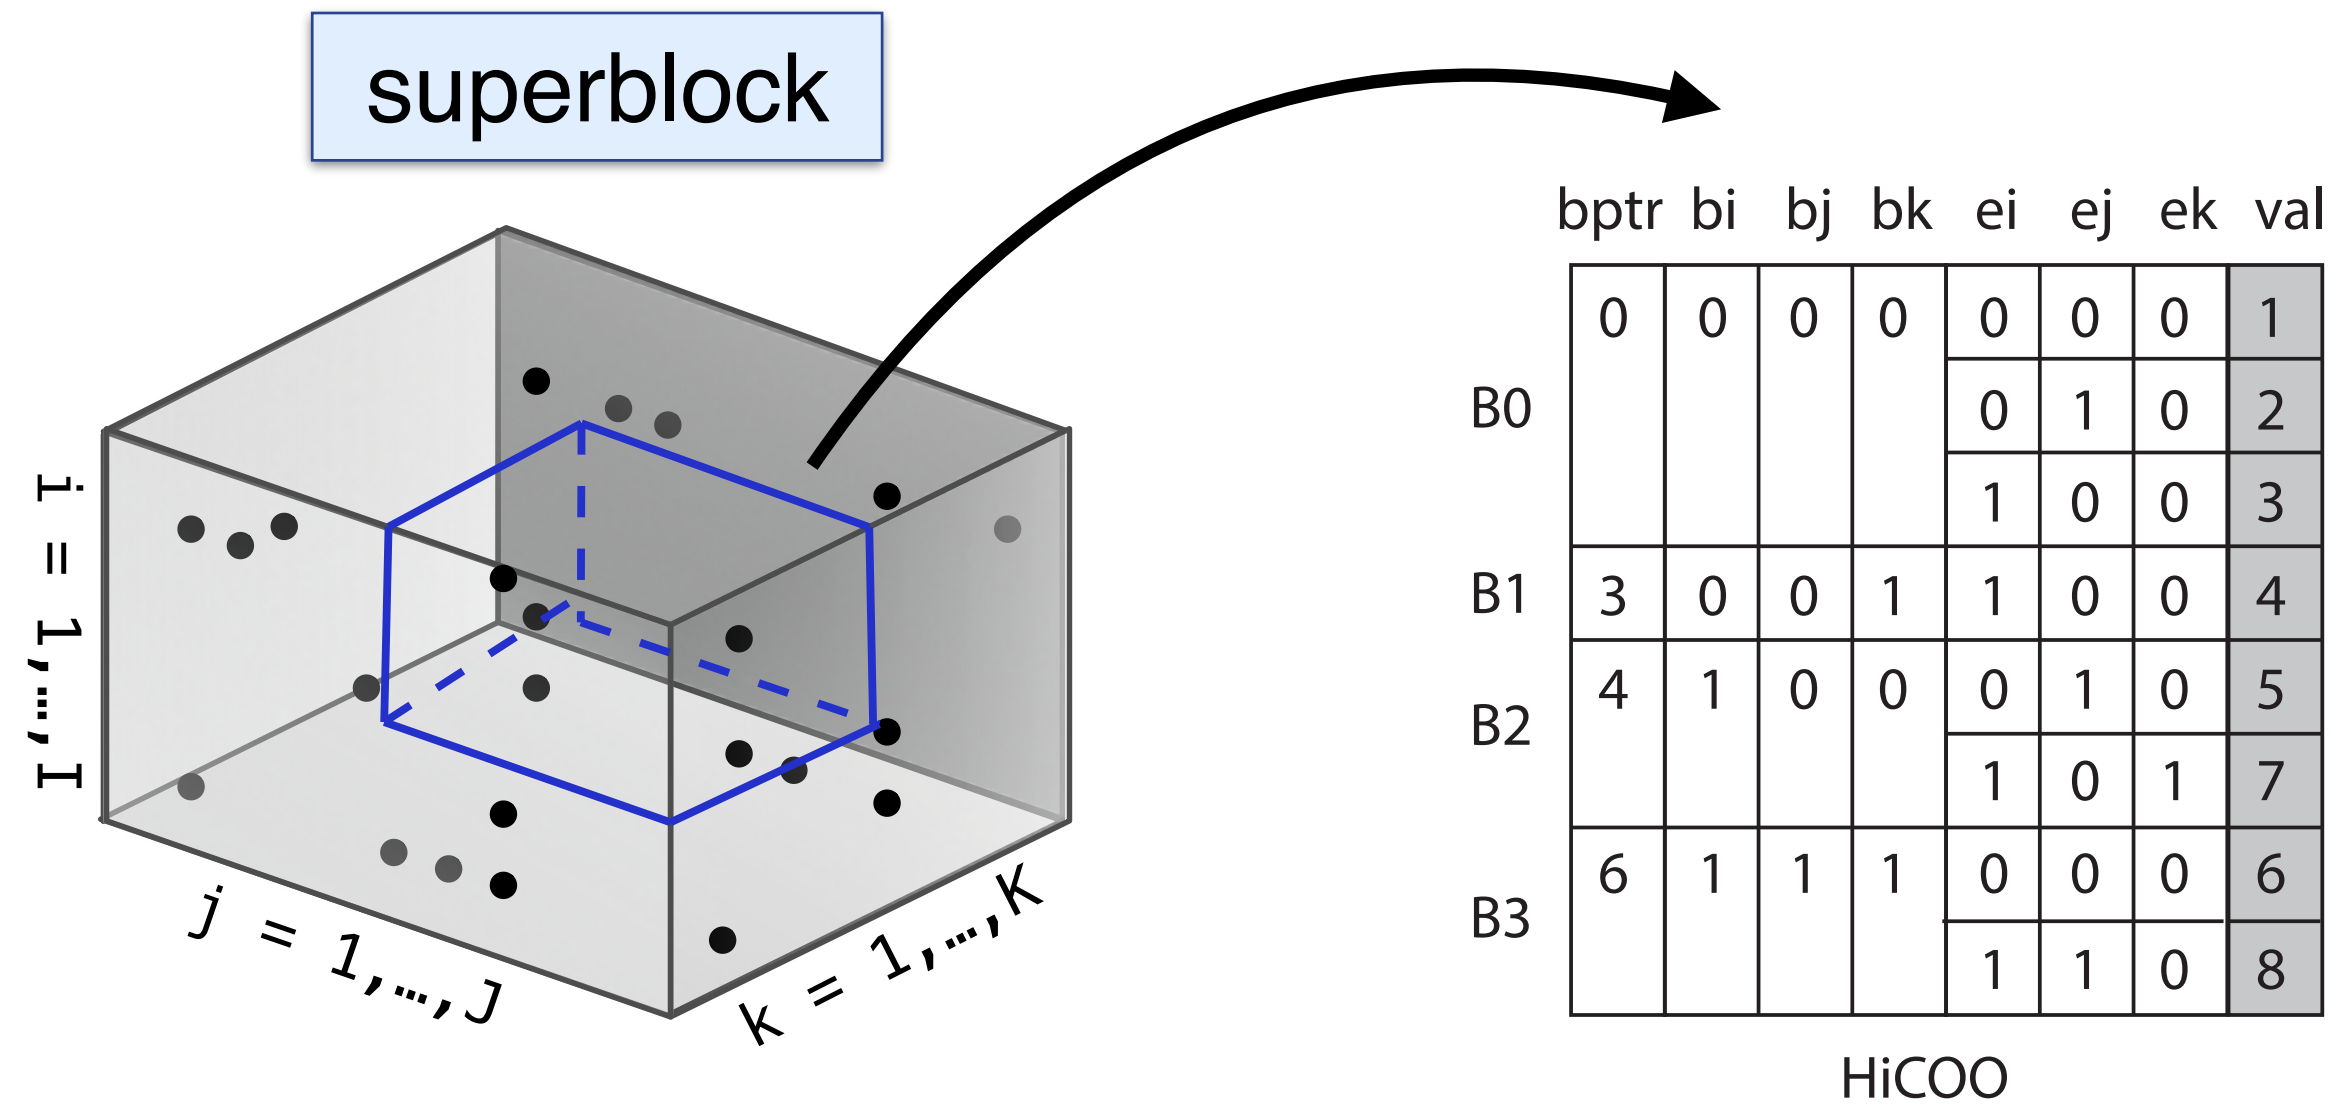 superblock
i = 1,…,I
j = 1,…,J
k = 1,…,K
bptr bi bj bk ei ej ek val
0 0 0 0 0 0 0 1
B0 0 1 0 2
1 0 0 3
B1 3 0 0 1 1 0 0 4
4 1 0 0 0 1 0 5
B2
1 0 1 7
6 1 1 1 0 0 0 6
B3
1 1 0 8
HiCOO